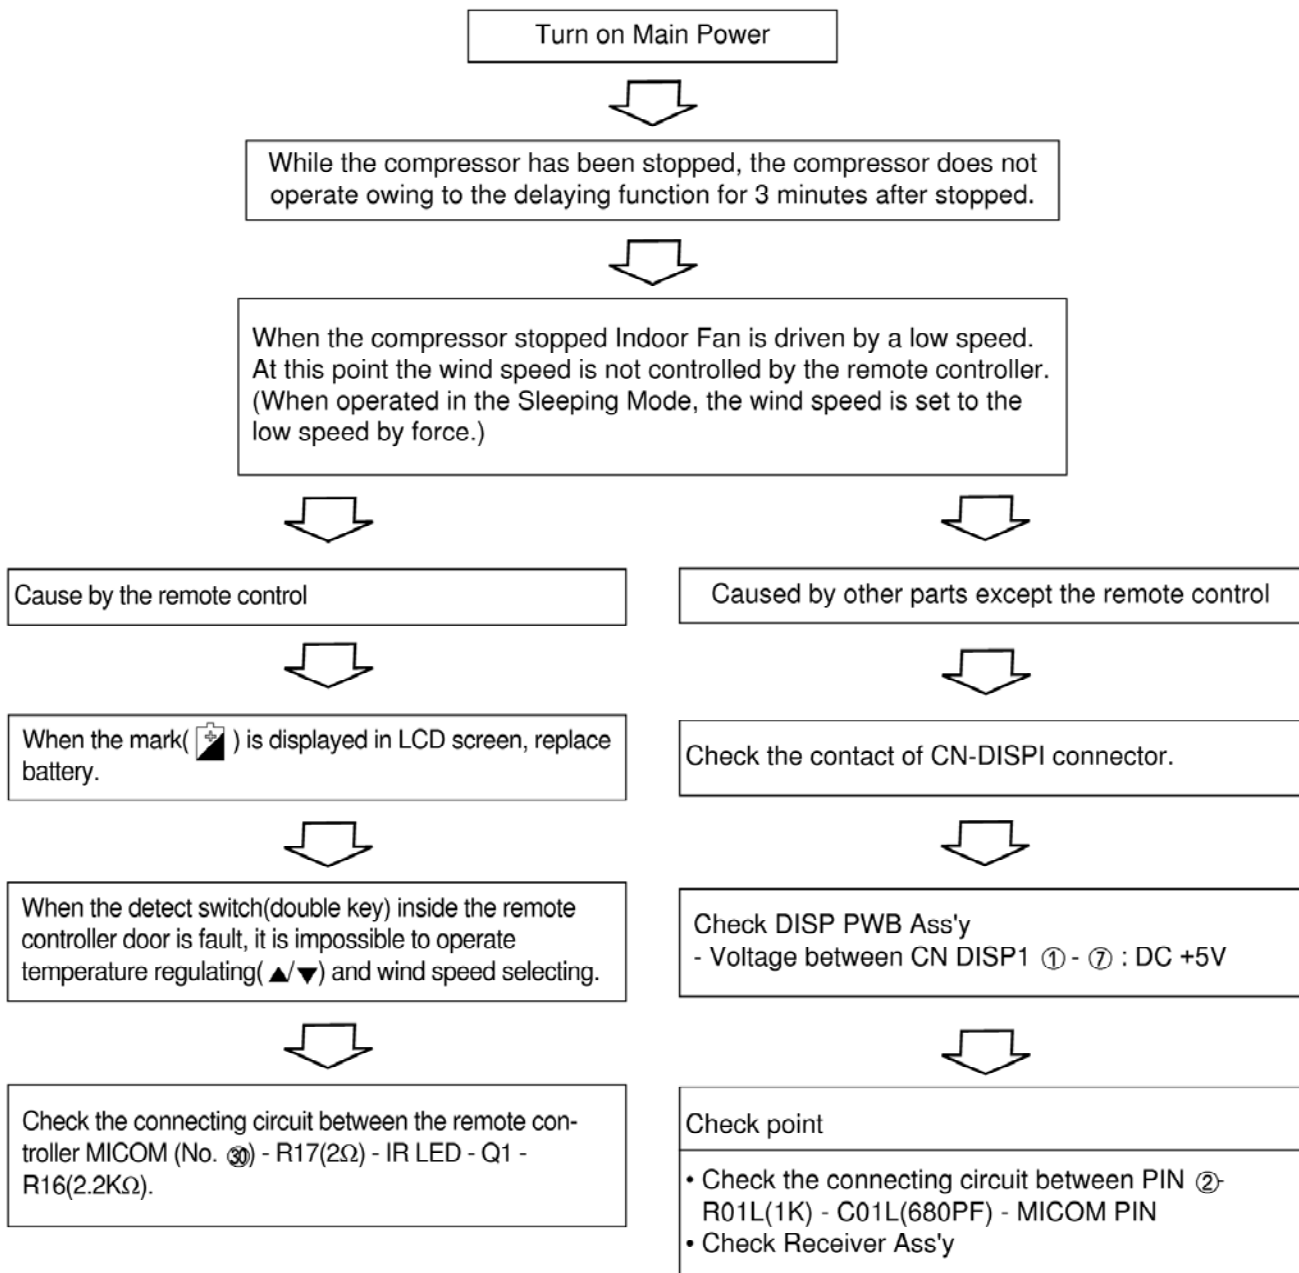 Turn on Main Power
While the compressor has been stopped, the compressor does not
operate owing to the delaying function for 3 minutes after stopped.
When the compressor stopped Indoor Fan is driven by a low speed.
At this point the wind speed is not controlled by the remote controller.
(When operated in the Sleeping Mode, the wind speed is set to the
low speed by force.)
Cause by the remote control
When the mark( ) is displayed in LCD screen, replace
battery.
When the detect switch(double key) inside the remote
controller door is fault, it is impossible to operate
temperature regulating(▲/▼) and wind speed selecting.
Check the connecting circuit between the remote con-
troller MICOM (No. ㉚) - R17(2Ω) - IR LED - Q1 -
R16(2.2KΩ).
Caused by other parts except the remote control
Check the contact of CN-DISPI connector.
Check DISP PWB Ass'y
- Voltage between CN DISP1 ① - ⑦ : DC +5V
Check point
• Check the connecting circuit between PIN ②-
R01L(1K) - C01L(680PF) - MICOM PIN
• Check Receiver Ass'y